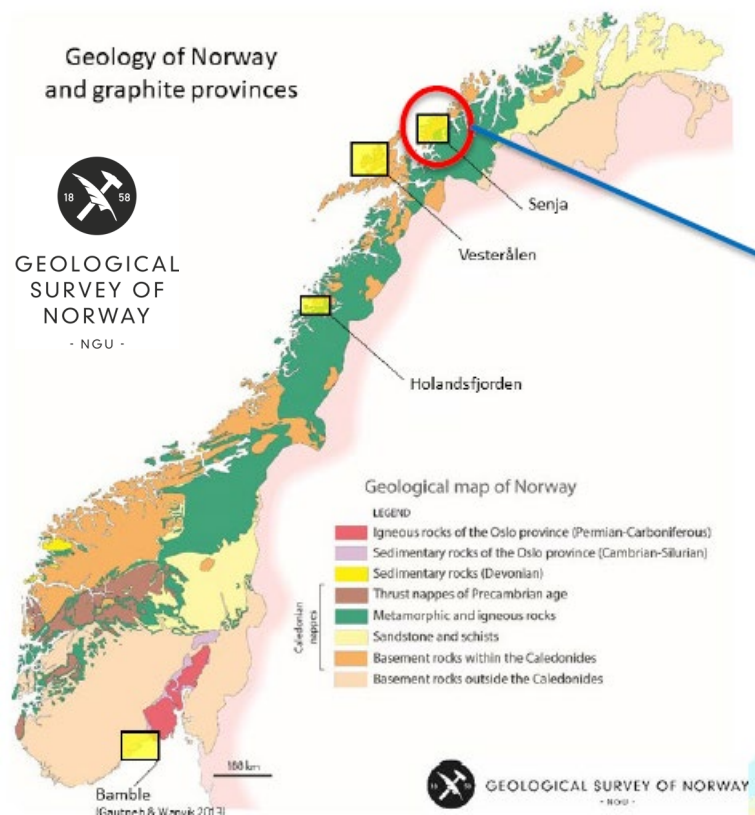 Geology of Norway
and graphite provinces
18 58
GEOLOGICAL
SURVEY OF
NORWAY
- NGU -
Senja
Vesterålen
Holandsfjorden
Geological map of Norway
LEGEND
Igneous rocks of the Oslo province (Permian-Carboniferous)
Sedimentary rocks of the Oslo province (Cambrian-Silurian)
Sedimentary rocks (Devonian)
Thrust nappes of Precambrian age
Metamorphic and igneous rocks
Sandstone and schists
Basement rocks within the Caledonides
Basement rocks outside the Caledonides
Caledonian
nappes
km
Bamble
(Gautneb & Wanvik 2013)
GEOLOGICAL SURVEY OF NORWAY
- NGU -